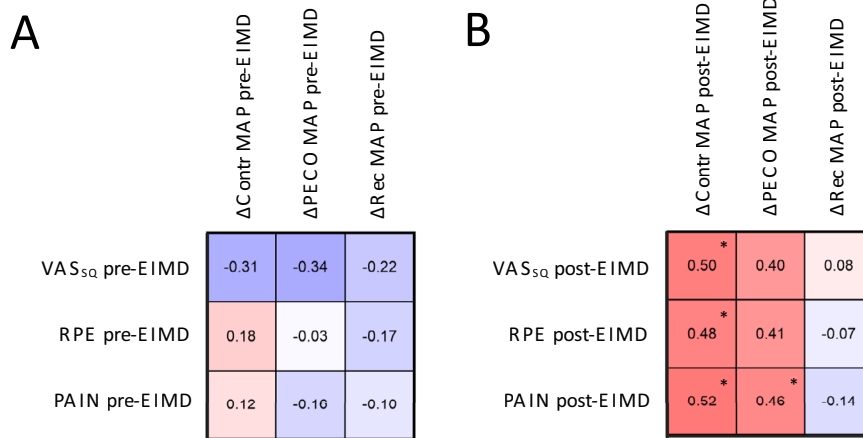 A
ΔContr MAP pre-EIMD
ΔPECO MAP pre-EIMD
ΔRec MAP pre-EIMD
VAS SQ pre-EIMD
-0.31 -0.34 -0.22
RPE pre-EIMD
0.18 -0.03 -0.17
PAIN pre-EIMD
0.12 -0.16 -0.10
B
ΔContr MAP post-EIMD
ΔPECO MAP post-EIMD
ΔRec MAP post-EIMD
VAS SQ post-EIMD
0.50 * 0.40 0.08
RPE post-EIMD
0.48 * 0.41 -0.07
PAIN post-EIMD
0.52 * 0.46 * -0.14